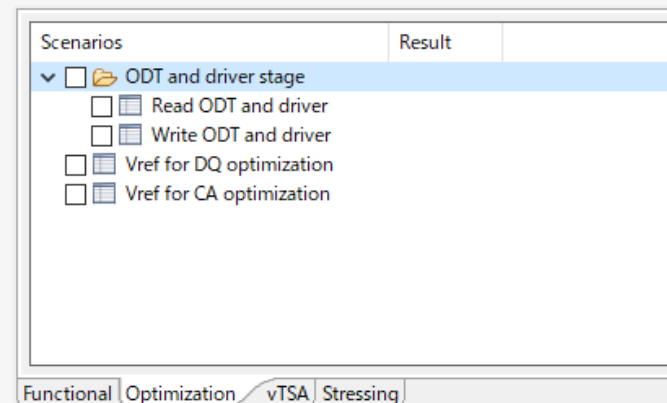 Scenarios Result
ODT and driver stage
Read ODT and driver
Write ODT and driver
Vref for DQ optimization
Vref for CA optimization
Functional Optimization vTSA Stressing